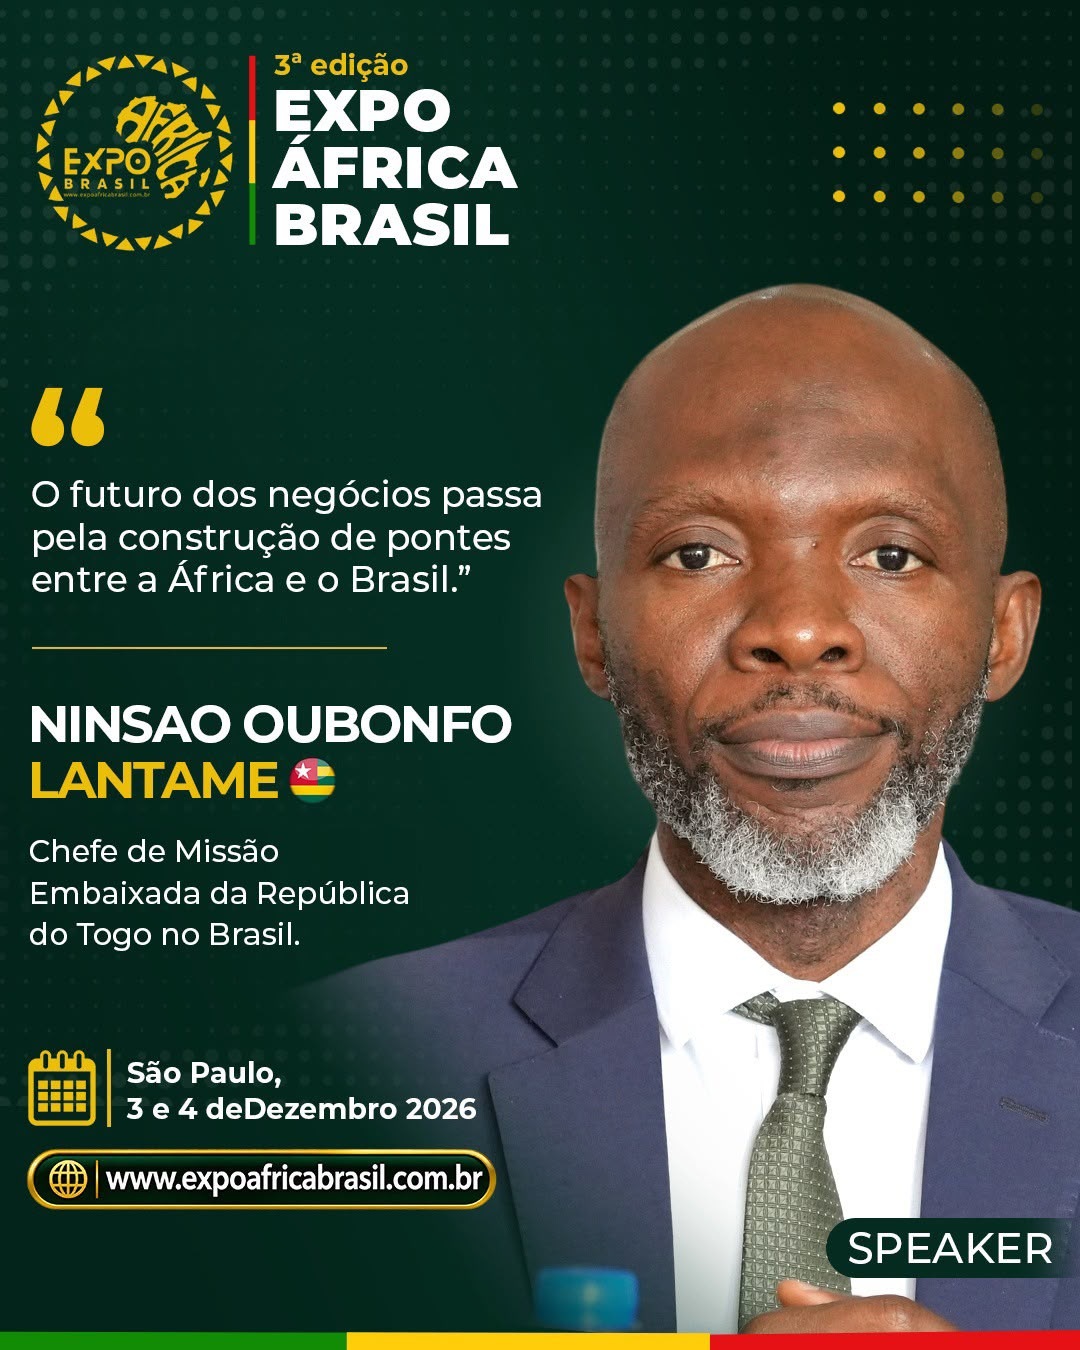 EXPO
ÁFRICA
BRASIL
www.expoafricabrasil.com.br
3ª edição
EXPO
ÁFRICA
BRASIL
“
O futuro dos negócios passa
pela construção de pontes
entre a África e o Brasil.”
NINSAO OUBONFO
LANTAME
Chefe de Missão
Embaixada da República
do Togo no Brasil.
São Paulo,
3 e 4 deDezembro 2026
www.expoafricabrasil.com.br
SPEAKER